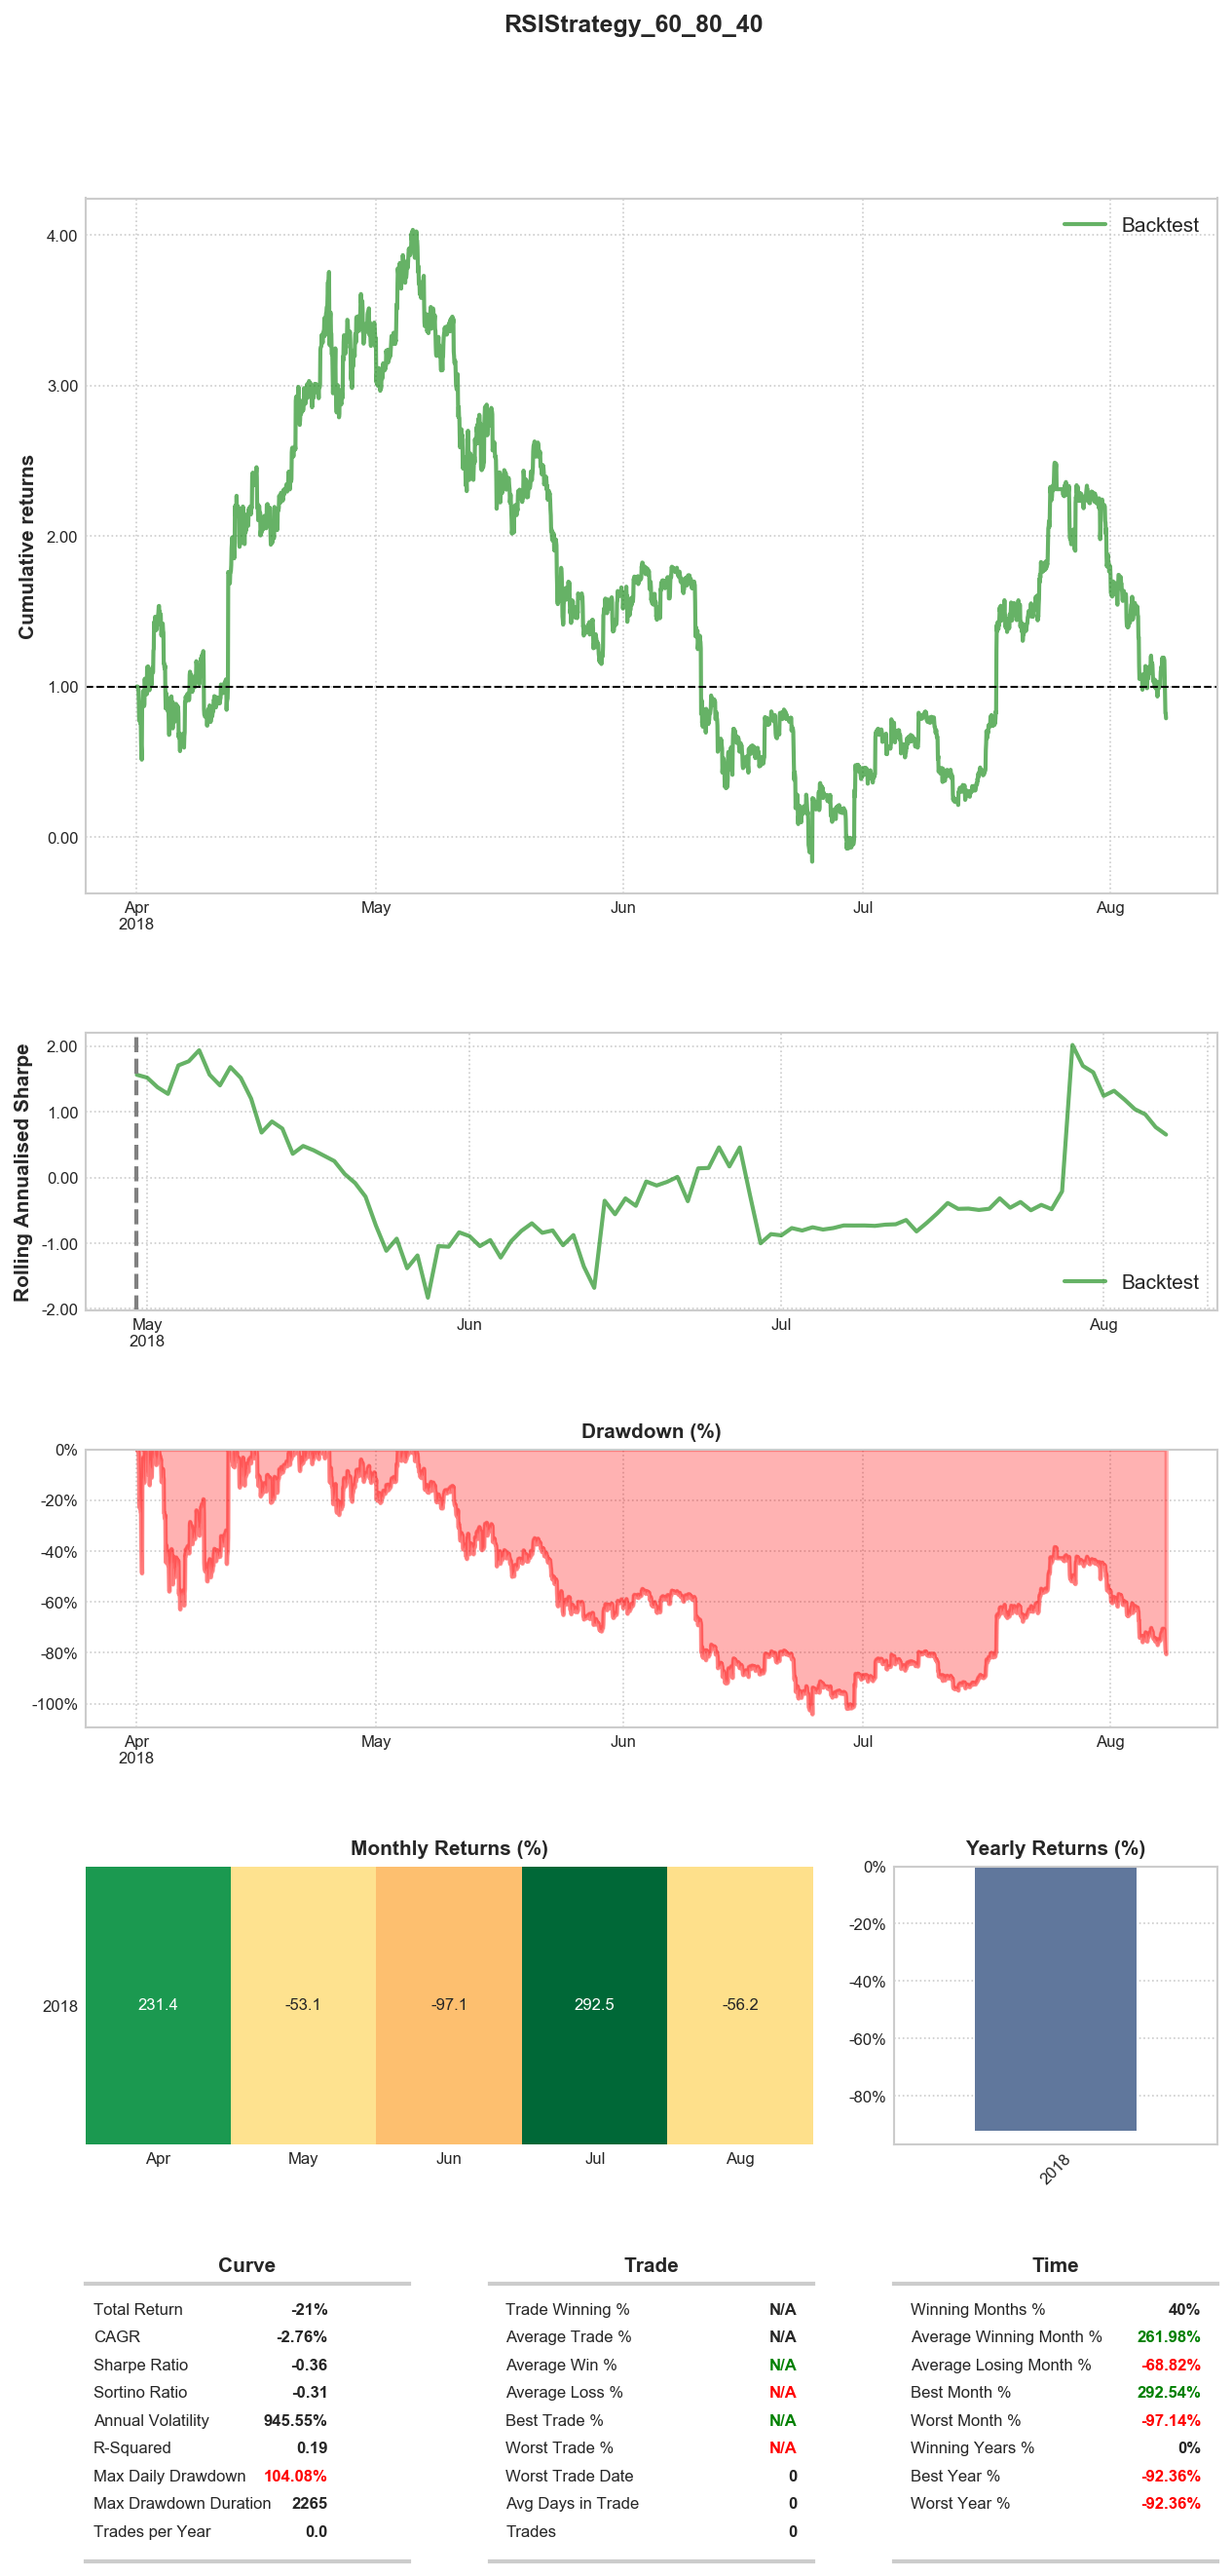 RSIStrategy_60_80_40
Backtest
Cumulative returns
4.00
3.00
2.00
1.00
0.00
Apr May Jun Jul Aug
2018
Rolling Annualised Sharpe
2.00
1.00
0.00
-1.00
-2.00
Backtest
May Jun Jul Aug
2018
Drawdown (%)
0%
-20%
-40%
-60%
-80%
-100%
Apr May Jun Jul Aug
2018
Monthly Returns (%)
2018 231.4 -53.1 -97.1 292.5 -56.2
Apr May Jun Jul Aug
Yearly Returns (%)
0%
-20%
-40%
-60%
-80%
2018
Curve
Total Return -21%
CAGR -2.76%
Sharpe Ratio -0.36
Sortino Ratio -0.31
Annual Volatility 945.55%
R-Squared 0.19
Max Daily Drawdown 104.08%
Max Drawdown Duration 2265
Trades per Year 0.0
Trade
Trade Winning % N/A
Average Trade % N/A
Average Win % N/A
Average Loss % N/A
Best Trade % N/A
Worst Trade % N/A
Worst Trade Date 0
Avg Days in Trade 0
Trades 0
Time
Winning Months % 40%
Average Winning Month % 261.98%
Average Losing Month % -68.82%
Best Month % 292.54%
Worst Month % -97.14%
Winning Years % 0%
Best Year % -92.36%
Worst Year % -92.36%